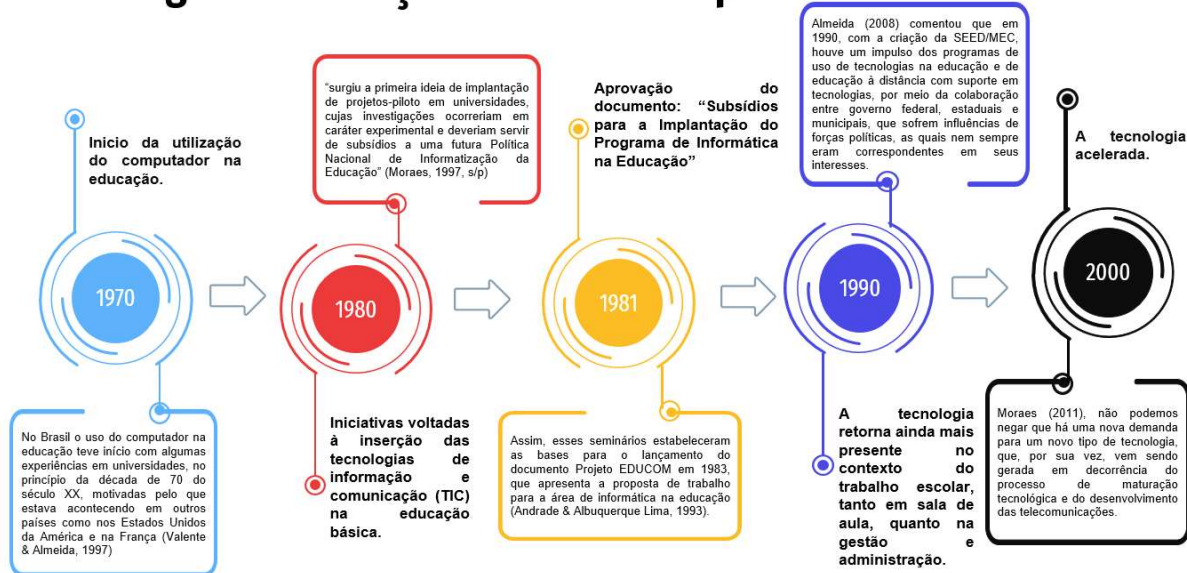 Inicio da utilização
do computador na
educação.
1970
No Brasil o uso do computador na
educação teve início com algumas
experiências em universidades, no
princípio da década de 70 do
século XX, motivadas pelo que
estava acontecendo em outros
países como nos Estados Unidos
da América e na França (Valente
& Almeida, 1997)
“surgiu a primeira ideia de implantação
de projetos-piloto em universidades,
cujas investigações ocorreriam em
caráter experimental e deveriam servir
de subsídios a uma futura Política
Nacional de Informatização da
Educação” (Moraes, 1997, s/p)
1980
Iniciativas voltadas
à inserção das
tecnologias de
informação e
comunicação (TIC)
na educação
básica.
Aprovação do
documento: “Subsídios
para a Implantação do
Programa de Informática
na Educação”
1981
Assim, esses seminários estabeleceram
as bases para o lançamento do
documento Projeto EDUCOM em 1983,
que apresenta a proposta de trabalho
para a área de informática na educação
(Andrade & Albuquerque Lima, 1993).
Almeida (2008) comentou que em
1990, com a criação da SEED/MEC,
houve um impulso dos programas de
uso de tecnologias na educação e de
educação à distância com suporte em
tecnologias, por meio da colaboração
entre governo federal, estaduais e
municipais, que sofrem influências de
forças políticas, as quais nem sempre
eram correspondentes em seus
interesses.
1990
A tecnologia
retorna ainda mais
presente no
contexto do
trabalho escolar,
tanto em sala de
aula, quanto na
gestão e
administração.
A tecnologia
acelerada.
2000
Moraes (2011), não podemos
negar que há uma nova demanda
para um novo tipo de tecnologia,
que, por sua vez, vem sendo
gerada em decorrência do
processo de maturação
tecnológica e do desenvolvimento
das telecomunicações.